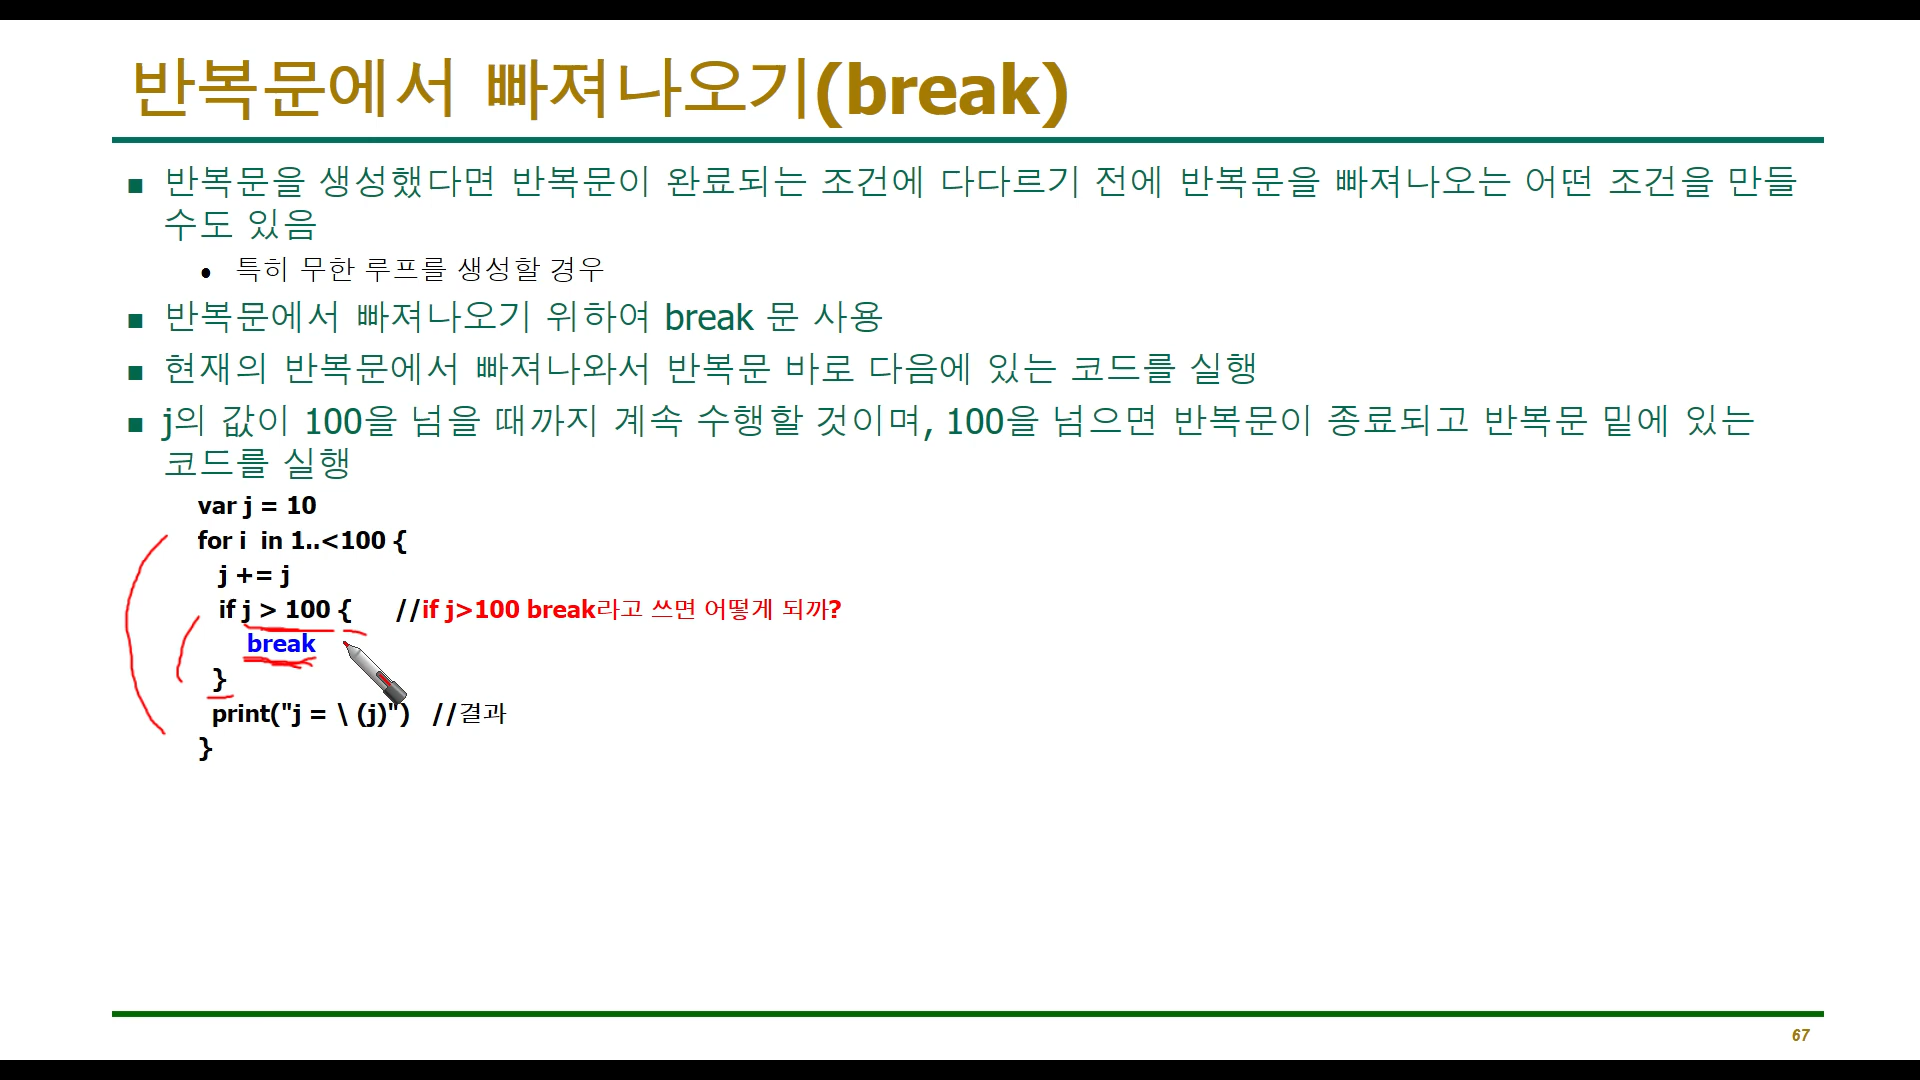 반복문에서 빠져나오기(break)
■ 반복문을 생성했다면 반복문이 완료되는 조건에 다다르기 전에 반복문을 빠져나오는 어떤 조건을 만들
수도 있음
• 특히 무한 루프를 생성할 경우
■ 반복문에서 빠져나오기 위하여 break 문 사용
■ 현재의 반복문에서 빠져나와서 반복문 바로 다음에 있는 코드를 실행
■ j의 값이 100을 넘을 때까지 계속 수행할 것이며, 100을 넘으면 반복문이 종료되고 반복문 밑에 있는
코드를 실행
var j = 10
for i in 1..<100 {
j += j
if j > 100 { //if j>100 break라고 쓰면 어떻게 되까?
break
}
print("j = \ (j)") //결과
}
67